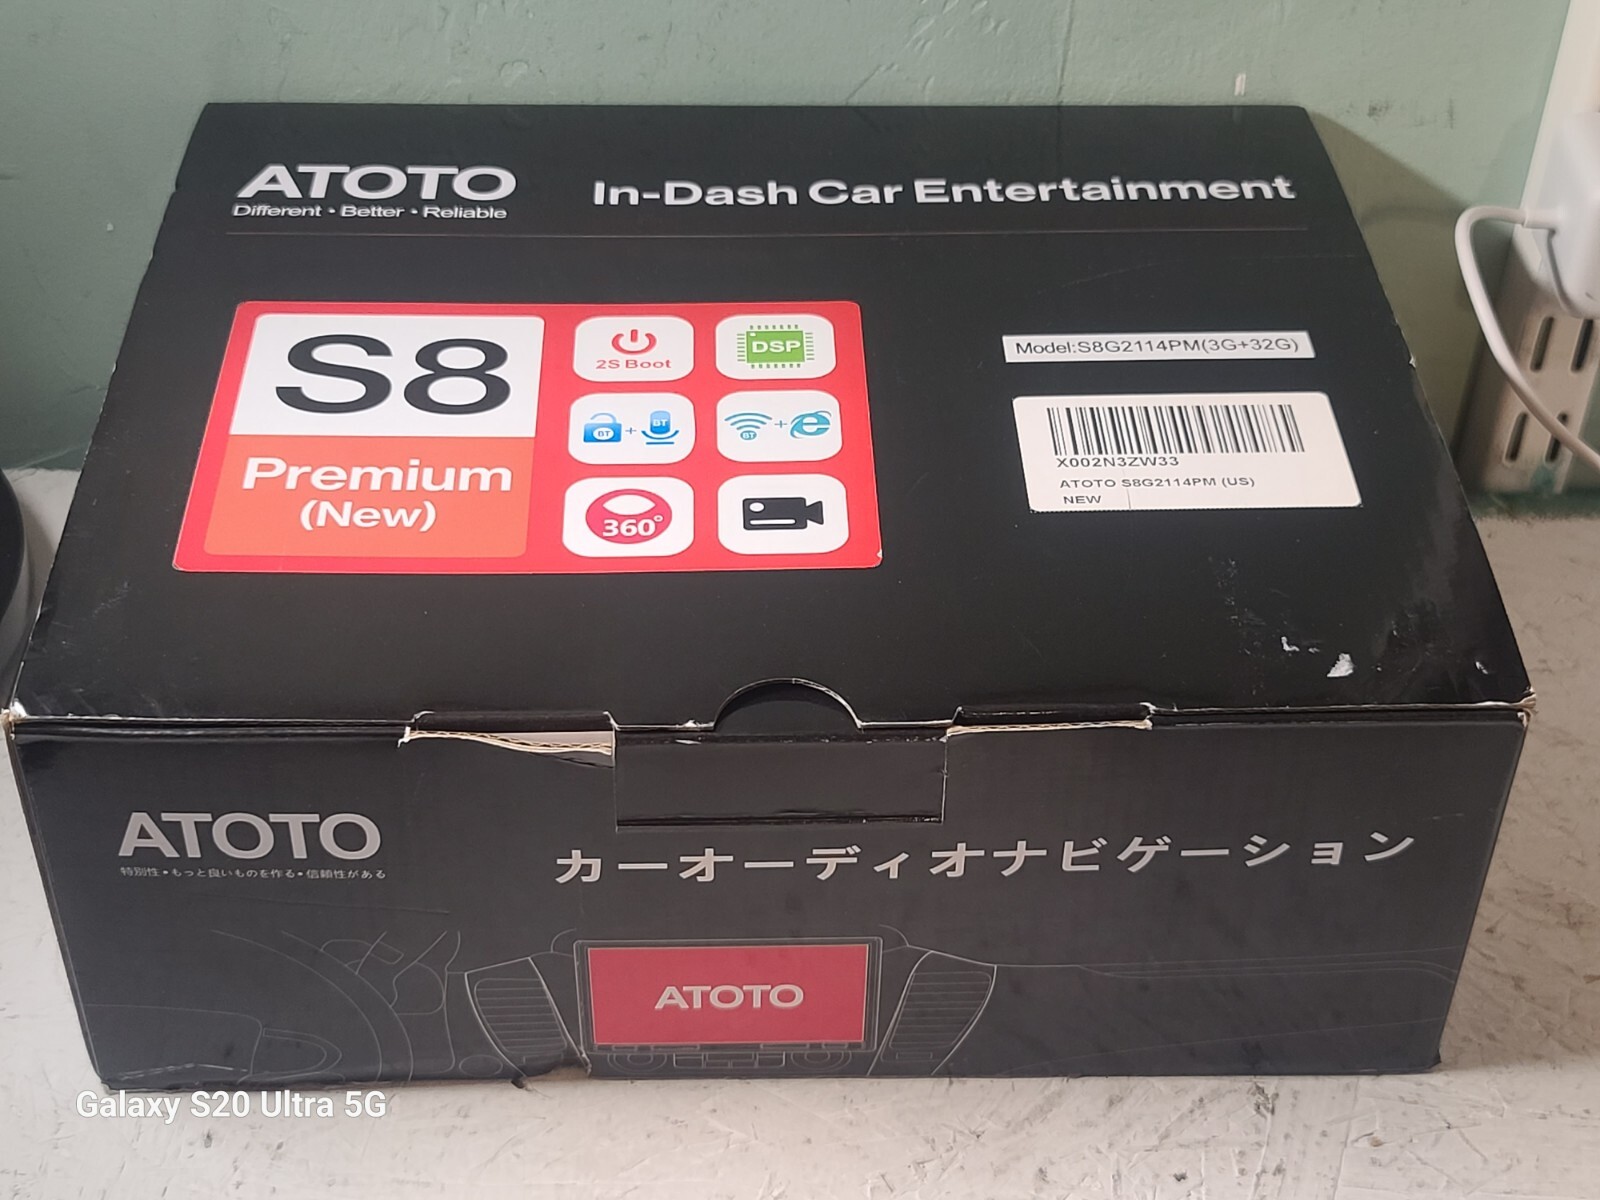 ATOTO
Different • Better • Reliable
In-Dash Car Entertainment
S8
Premium
(New)
2S Boot
DSP
BT + BT
BT + e
360°
Model:S8G2114PM(3G+32G)
X002N3ZW33
ATOTO S8G2114PM (US)
NEW
ATOTO
特別性 • もっと良いものを作る • 信頼性がある
カーオーディオナビゲーション
ATOTO
Galaxy S20 Ultra 5G